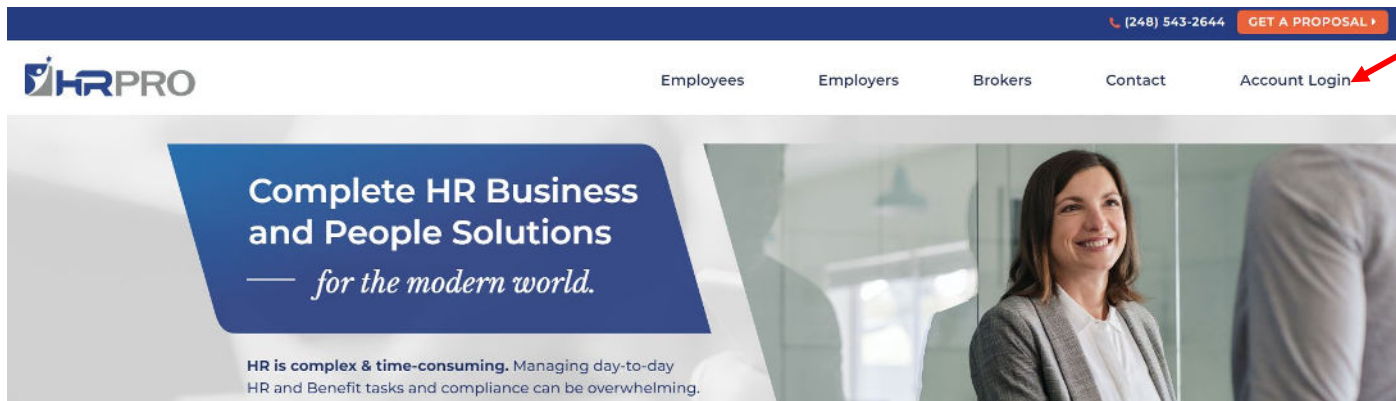 (248) 543-2644 GET A PROPOSAL
HRPRO
Employees Employers Brokers Contact Account Login
Complete HR Business
and People Solutions
— for the modern world.
HR is complex & time-consuming. Managing day-to-day
HR and Benefit tasks and compliance can be overwhelming.